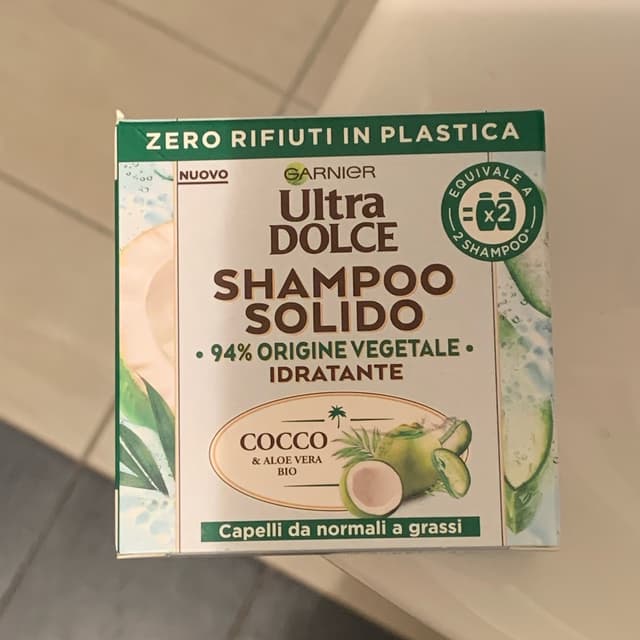 ZERO RIFIUTI IN PLASTICA
NUOVO
GARNIER
Ultra
DOLCE
EQUIVALE A
= x2
2 SHAMPOO*
SHAMPOO
SOLIDO
• 94% ORIGINE VEGETALE •
IDRATANTE
COCCO
& ALOE VERA
BIO
Capelli da normali a grassi